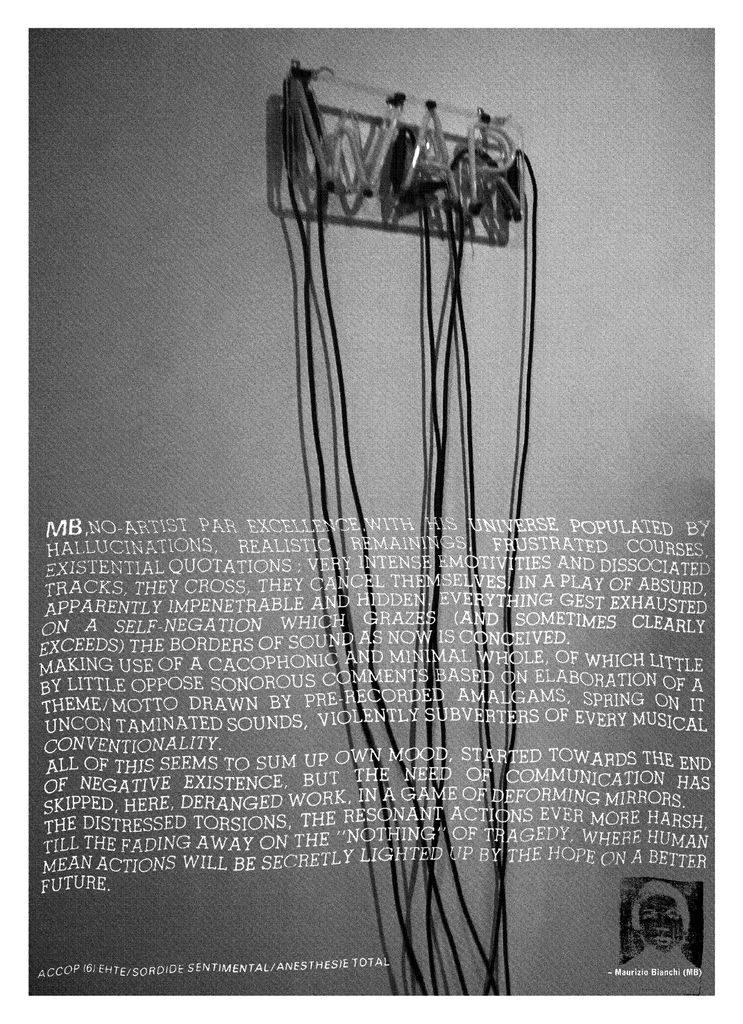 WAR
MB, NO-ARTIST PAR EXCELLENCE, WITH HIS UNIVERSE POPULATED BY
HALLUCINATIONS, REALISTIC REMAININGS, FRUSTRATED COURSES,
EXISTENTIAL QUOTATIONS: VERY INTENSE EMOTIVITIES AND DISSOCIATED
TRACKS, THEY CROSS, THEY CANCEL THEMSELVES, IN A PLAY OF ABSURD,
APPARENTLY IMPENETRABLE AND HIDDEN. EVERYTHING GEST EXHAUSTED
ON A SELF-NEGATION WHICH GRAZES (AND SOMETIMES CLEARLY
EXCEEDS) THE BORDERS OF SOUND AS NOW IS CONCEIVED.
MAKING USE OF A CACOPHONIC AND MINIMAL WHOLE, OF WHICH LITTLE
BY LITTLE OPPOSE SONOROUS COMMENTS BASED ON ELABORATION OF A
THEME/MOTTO DRAWN BY PRE-RECORDED AMALGAMS, SPRING ON IT
UNCON TAMINATED SOUNDS, VIOLENTLY SUBVERTERS OF EVERY MUSICAL
CONVENTIONALITY.
ALL OF THIS SEEMS TO SUM UP OWN MOOD, STARTED TOWARDS THE END
OF NEGATIVE EXISTENCE, BUT THE NEED OF COMMUNICATION HAS
SKIPPED, HERE, DERANGED WORK, IN A GAME OF DEFORMING MIRRORS.
THE DISTRESSED TORSIONS, THE RESONANT ACTIONS EVER MORE HARSH,
TILL THE FADING AWAY ON THE "NOTHING" OF TRAGEDY, WHERE HUMAN
MEAN ACTIONS WILL BE SECRETLY LIGHTED UP BY THE HOPE ON A BETTER
FUTURE.
ACCOP (6) EHTE/SORDIDE SENTIMENTAL/ANESTHESIE TOTAL
– Maurizio Bianchi (MB)